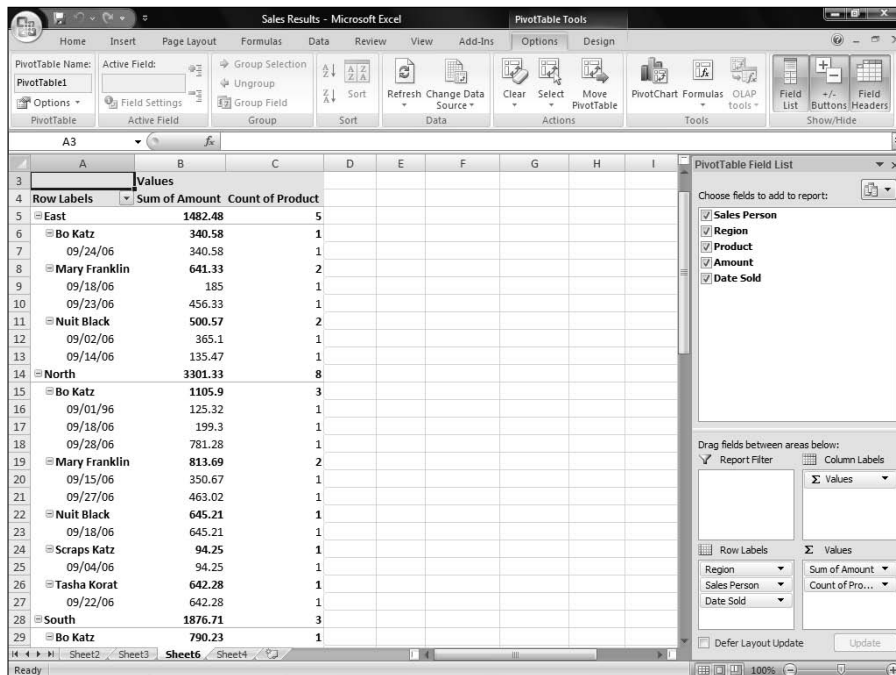 Sales Results - Microsoft Excel
PivotTable Tools
Home Insert Page Layout Formulas Data Review View Add-Ins Options Design
PivotTable Name:
PivotTable1
Options
PivotTable
Active Field:
Field Settings
Active Field
Group Selection
Ungroup
Group Field
Group
Sort
Sort
Refresh
Change Data Source
Data
Clear
Select
Move PivotTable
Actions
PivotChart
Formulas
OLAP tools
Tools
Field List
+/- Buttons
Field Headers
Show/Hide
A3 fx
A B C D E F G H I
3 Values
4 Row Labels Sum of Amount Count of Product
5 East 1482.48 5
6 Bo Katz 340.58 1
7 09/24/06 340.58 1
8 Mary Franklin 641.33 2
9 09/18/06 185 1
10 09/23/06 456.33 1
11 Nuit Black 500.57 2
12 09/02/06 365.1 1
13 09/14/06 135.47 1
14 North 3301.33 8
15 Bo Katz 1105.9 3
16 09/01/96 125.32 1
17 09/18/06 199.3 1
18 09/28/06 781.28 1
19 Mary Franklin 813.69 2
20 09/15/06 350.67 1
21 09/27/06 463.02 1
22 Nuit Black 645.21 1
23 09/18/06 645.21 1
24 Scraps Katz 94.25 1
25 09/04/06 94.25 1
26 Tasha Korat 642.28 1
27 09/22/06 642.28 1
28 South 1876.71 3
29 Bo Katz 790.23 1
PivotTable Field List
Choose fields to add to report:
Sales Person
Region
Product
Amount
Date Sold
Drag fields between areas below:
Report Filter
Column Labels
Σ Values
Row Labels
Σ Values
Region
Sum of Amount
Sales Person
Count of Pro...
Date Sold
Defer Layout Update
Update
Sheet2 Sheet3 Sheet6 Sheet4
Ready
100%